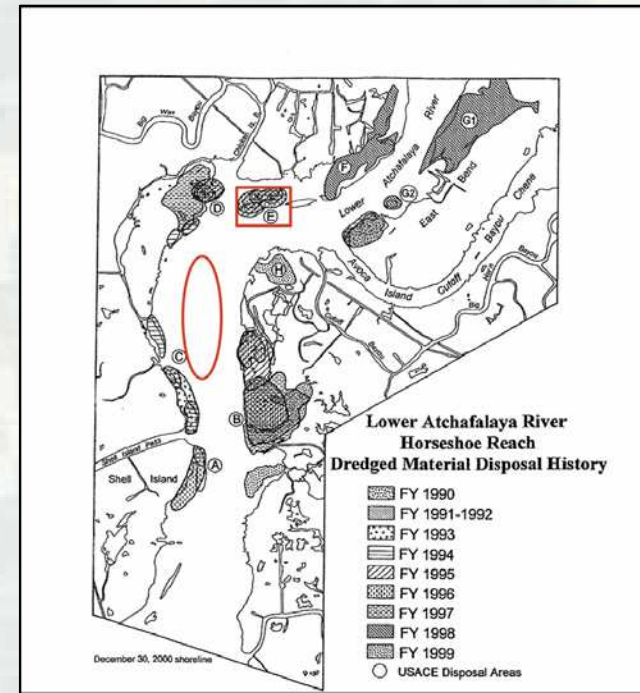 Big
Wax
Bayou
River
G1
F
Atchafalaya
Lower
G2
East
Bend
Bayou Chene
Avoca
Island
Cutoff
D
E
H
Bayou
C
B
Shell Island Pass
A
Shell
Island
Lower Atchafalaya River
Horseshoe Reach
Dredged Material Disposal History
FY 1990
FY 1991-1992
FY 1993
FY 1994
FY 1995
FY 1996
FY 1997
FY 1998
FY 1999
USACE Disposal Areas
December 30, 2000 shoreline